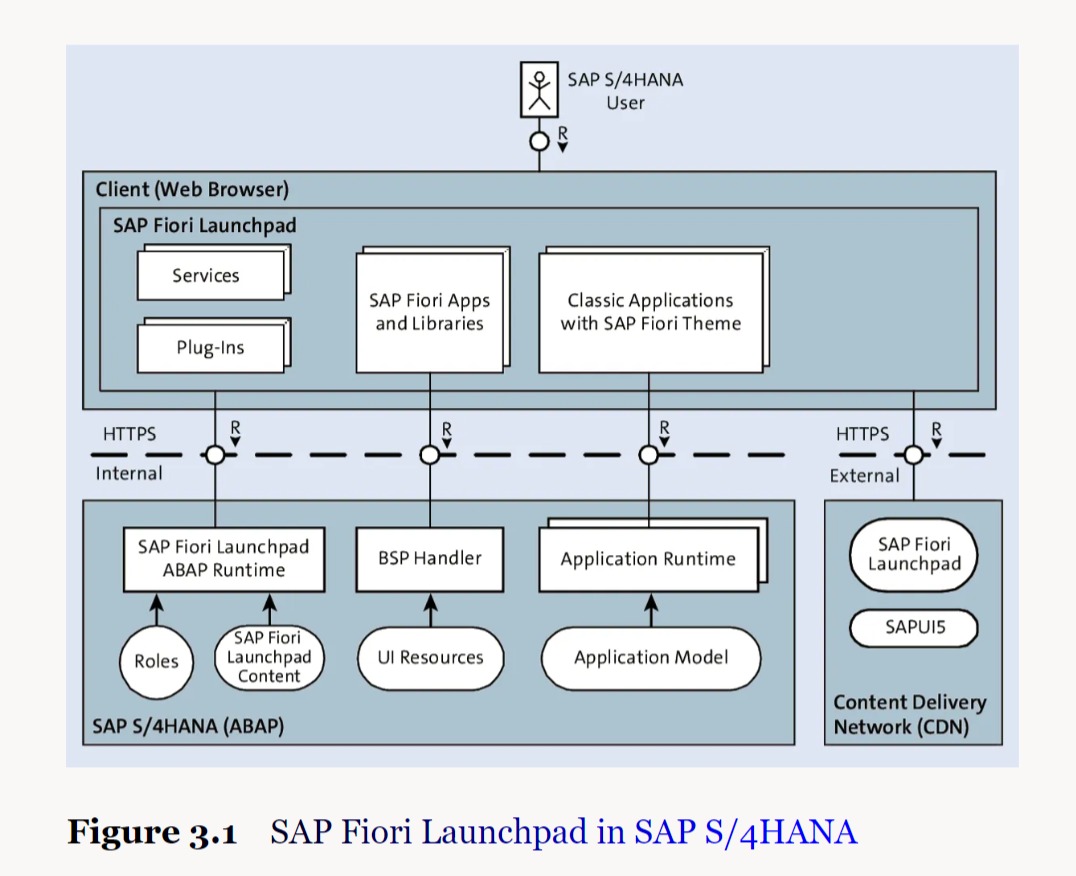 SAP S/4HANA
User
R
Client (Web Browser)
SAP Fiori Launchpad
Services
Plug-Ins
SAP Fiori Apps
and Libraries
Classic Applications
with SAP Fiori Theme
HTTPS
R
R
R
HTTPS
R
Internal
External
SAP Fiori Launchpad
ABAP Runtime
BSP Handler
Application Runtime
Roles
SAP Fiori
Launchpad
Content
UI Resources
Application Model
SAP S/4HANA (ABAP)
SAP Fiori
Launchpad
SAPUI5
Content Delivery
Network (CDN)
Figure 3.1 SAP Fiori Launchpad in SAP S/4HANA